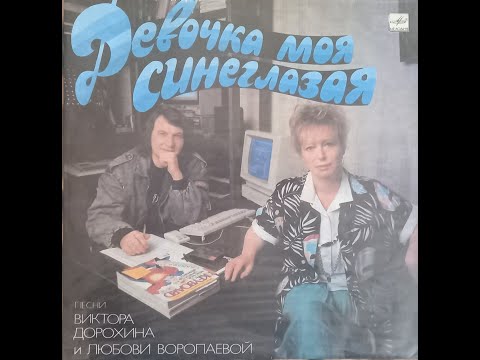 Девочка моя
синеглазая
ПЕСНИ
ВИКТОРА
ДОРОХИНА
и ЛЮБОВИ ВОРОПАЕВОЙ